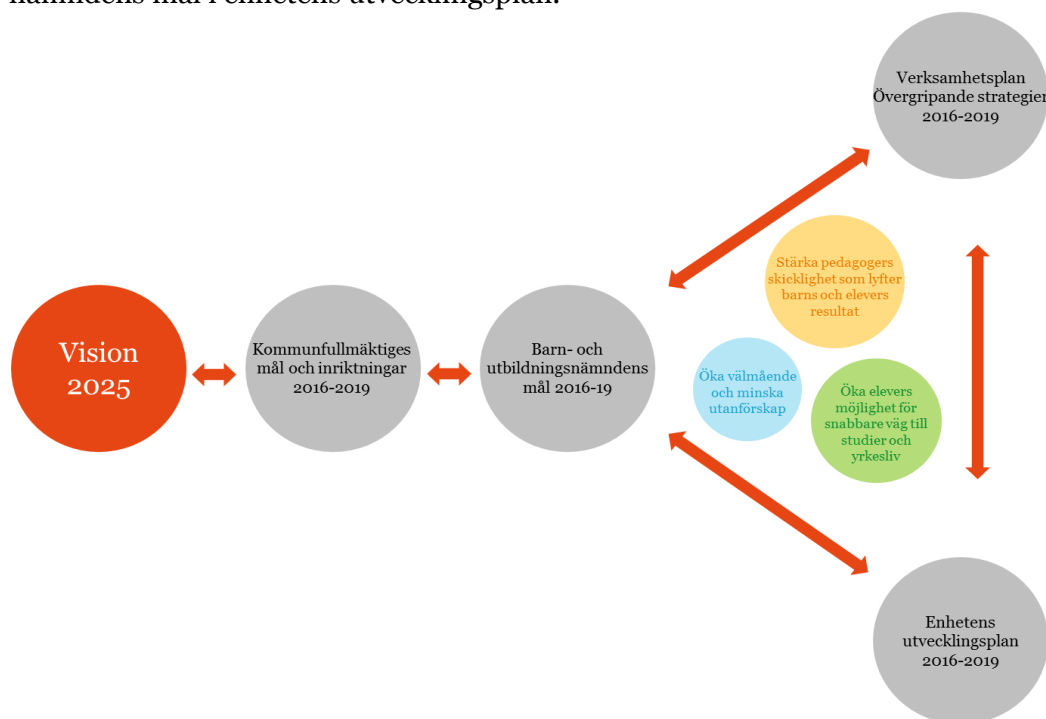 nämndens mål i enhetens utvecklingsplan.
Verksamhetsplan
Övergripande strategier
2016-2019
Stärka pedagogers
skicklighet som lyfter
barns och elevers
resultat
Vision
2025
Kommunfullmäktiges
mål och inriktningar
2016-2019
Barn- och
utbildningsnämndens
mål 2016-19
Öka välmående
och minska
utanförskap
Öka elevers
möjlighet för
snabbare väg till
studier och
yrkesliv
Enhetens
utvecklingsplan
2016-2019